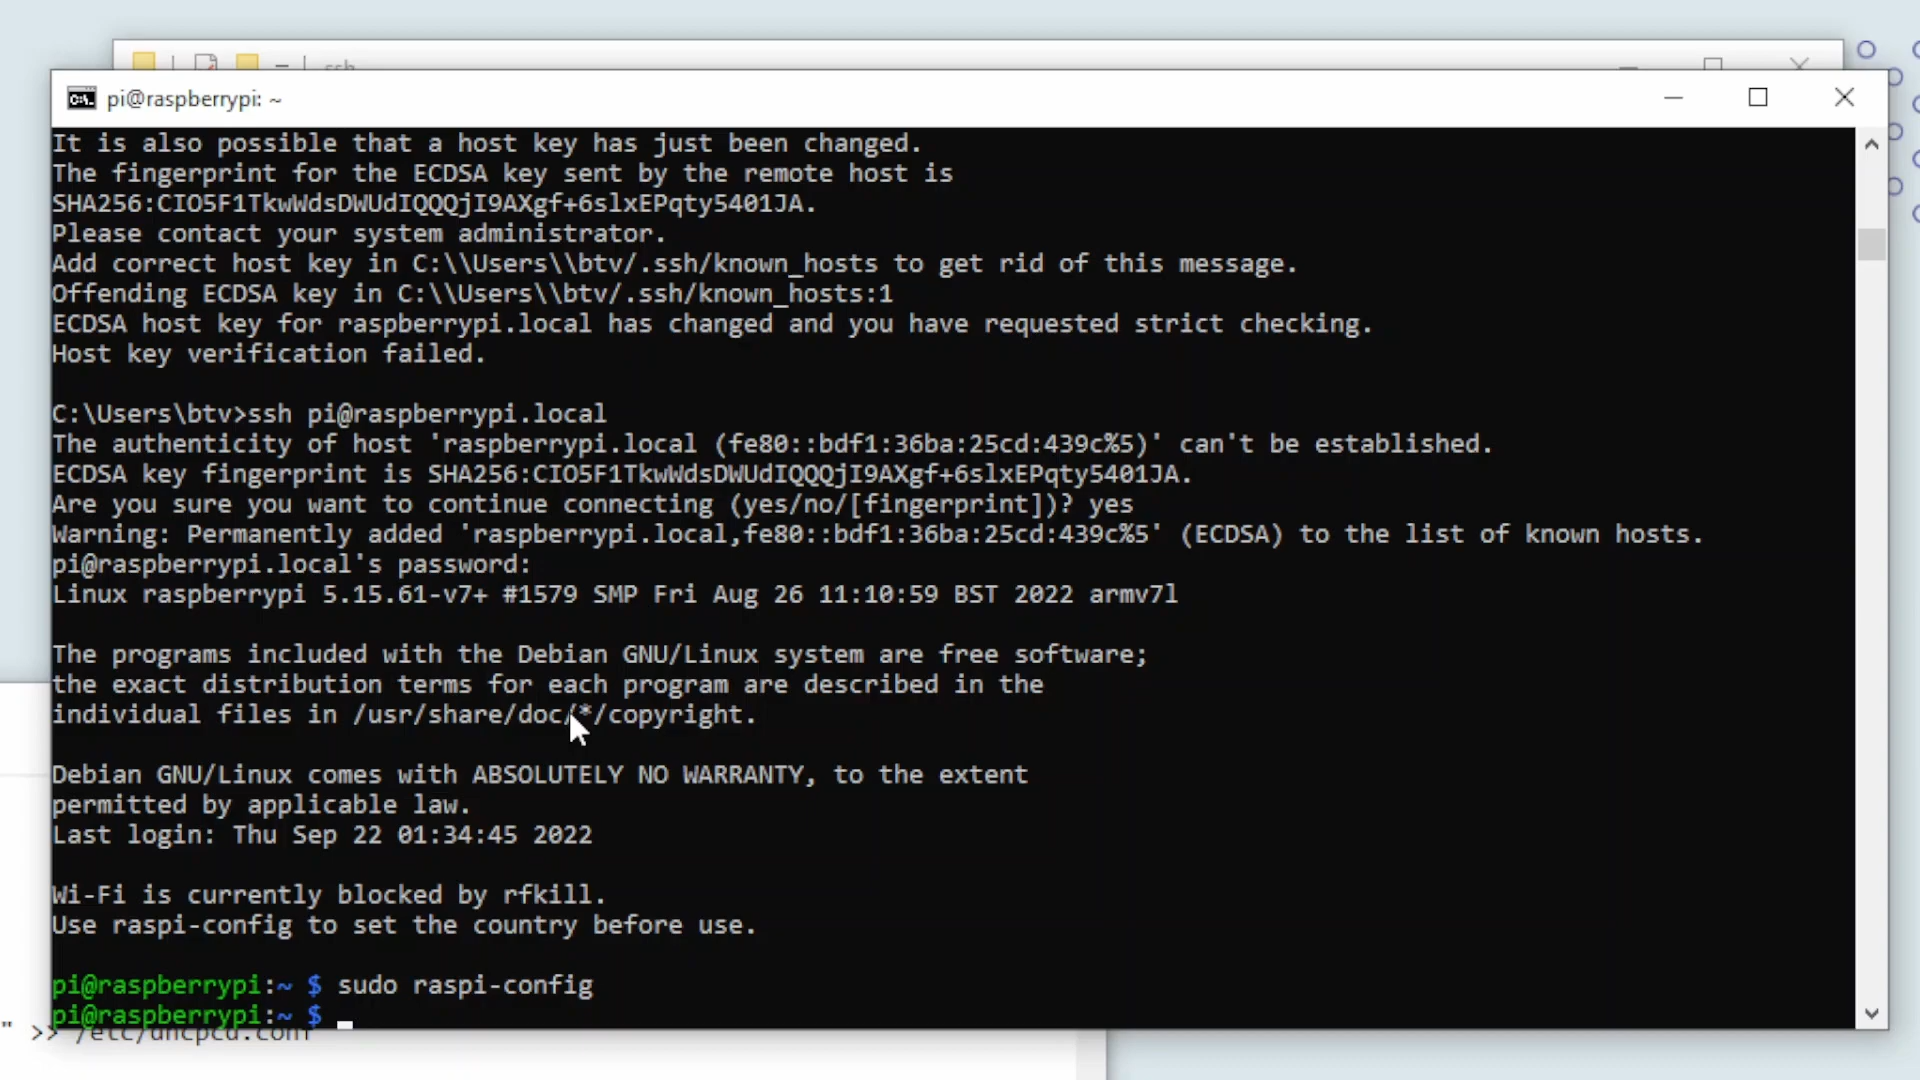 ssh
pi@raspberrypi: ~
It is also possible that a host key has just been changed.
The fingerprint for the ECDSA key sent by the remote host is
SHA256:CIO5F1TkwWdsDWUdIQQQjI9AXgf+6slxEPqty5401JA.
Please contact your system administrator.
Add correct host key in C:\\Users\\btv/.ssh/known_hosts to get rid of this message.
Offending ECDSA key in C:\\Users\\btv/.ssh/known_hosts:1
ECDSA host key for raspberrypi.local has changed and you have requested strict checking.
Host key verification failed.
C:\Users\btv>ssh pi@raspberrypi.local
The authenticity of host 'raspberrypi.local (fe80::bdf1:36ba:25cd:439c%5)' can't be established.
ECDSA key fingerprint is SHA256:CIO5F1TkwWdsDWUdIQQQjI9AXgf+6slxEPqty5401JA.
Are you sure you want to continue connecting (yes/no/[fingerprint])? yes
Warning: Permanently added 'raspberrypi.local,fe80::bdf1:36ba:25cd:439c%5' (ECDSA) to the list of known hosts.
pi@raspberrypi.local's password:
Linux raspberrypi 5.15.61-v7+ #1579 SMP Fri Aug 26 11:10:59 BST 2022 armv7l
The programs included with the Debian GNU/Linux system are free software;
the exact distribution terms for each program are described in the
individual files in /usr/share/doc/*/copyright.
Debian GNU/Linux comes with ABSOLUTELY NO WARRANTY, to the extent
permitted by applicable law.
Last login: Thu Sep 22 01:34:45 2022
Wi-Fi is currently blocked by rfkill.
Use raspi-config to set the country before use.
pi@raspberrypi:~ $ sudo raspi-config
pi@raspberrypi:~ $
" >> /etc/dhcpcd.conf